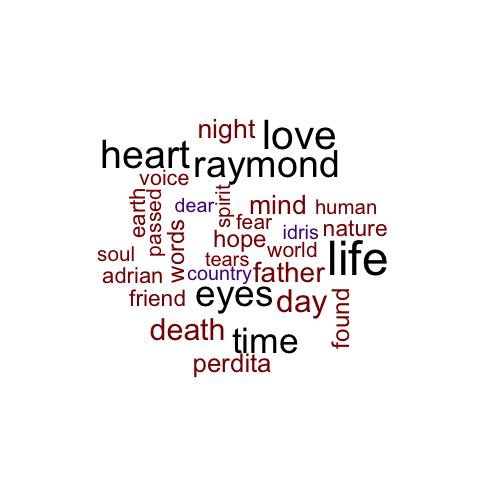 night
love
heart
raymond
voice
dear
spirit
mind
human
earth
passed
words
fear
idris
nature
hope
world
soul
tears
life
adrian
country
father
friend
eyes
day
found
death
time
perdita